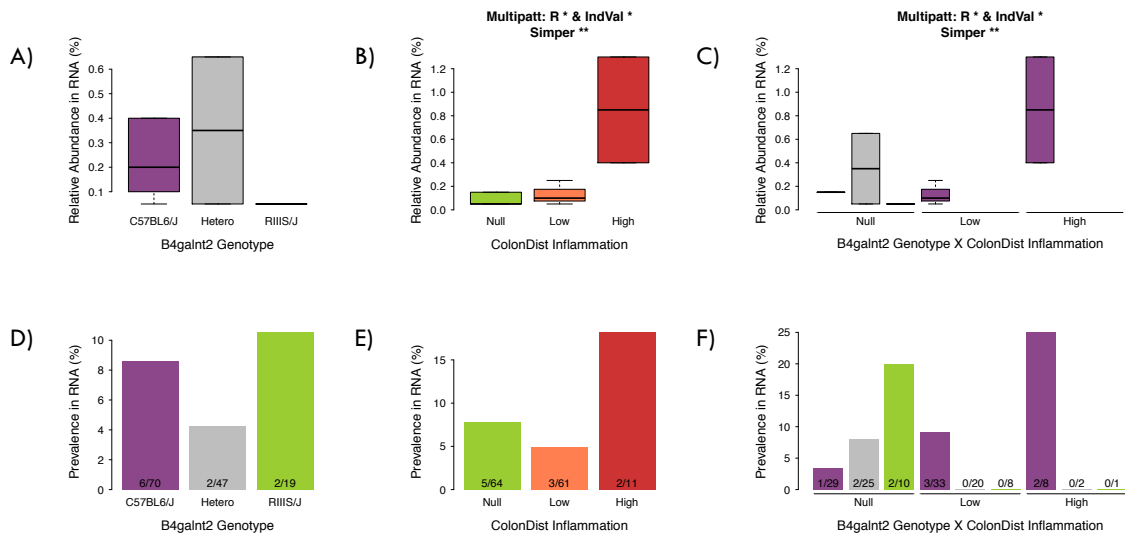 A)
Relative Abundance in RNA (%)
0.6
0.5
0.4
0.3
0.2
0.1
C57BL6/J Hetero RIIIS/J
B4galnt2 Genotype
B)
Multipatt: R * & IndVal *
Simper **
Relative Abundance in RNA (%)
1.2
1.0
0.8
0.6
0.4
0.2
0.0
Null Low High
ColonDist Inflammation
C)
Multipatt: R * & IndVal *
Simper **
Relative Abundance in RNA (%)
1.2
1.0
0.8
0.6
0.4
0.2
0.0
Null Low High
B4galnt2 Genotype X ColonDist Inflammation
D)
Prevalence in RNA (%)
10
8
6
4
2
0
6/70 2/47 2/19
C57BL6/J Hetero RIIIS/J
B4galnt2 Genotype
E)
Prevalence in RNA (%)
15
10
5
0
5/64 3/61 2/11
Null Low High
ColonDist Inflammation
F)
Prevalence in RNA (%)
25
20
15
10
5
0
1/29 2/25 2/10 3/33 0/20 0/8 2/8 0/2 0/1
Null Low High
B4galnt2 Genotype X ColonDist Inflammation